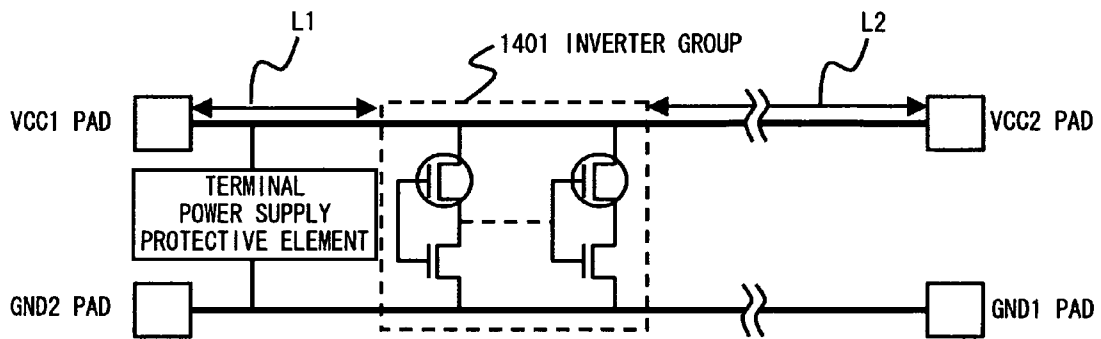 L1
1401 INVERTER GROUP
L2
VCC1 PAD
VCC2 PAD
TERMINAL
POWER SUPPLY
PROTECTIVE ELEMENT
GND2 PAD
GND1 PAD